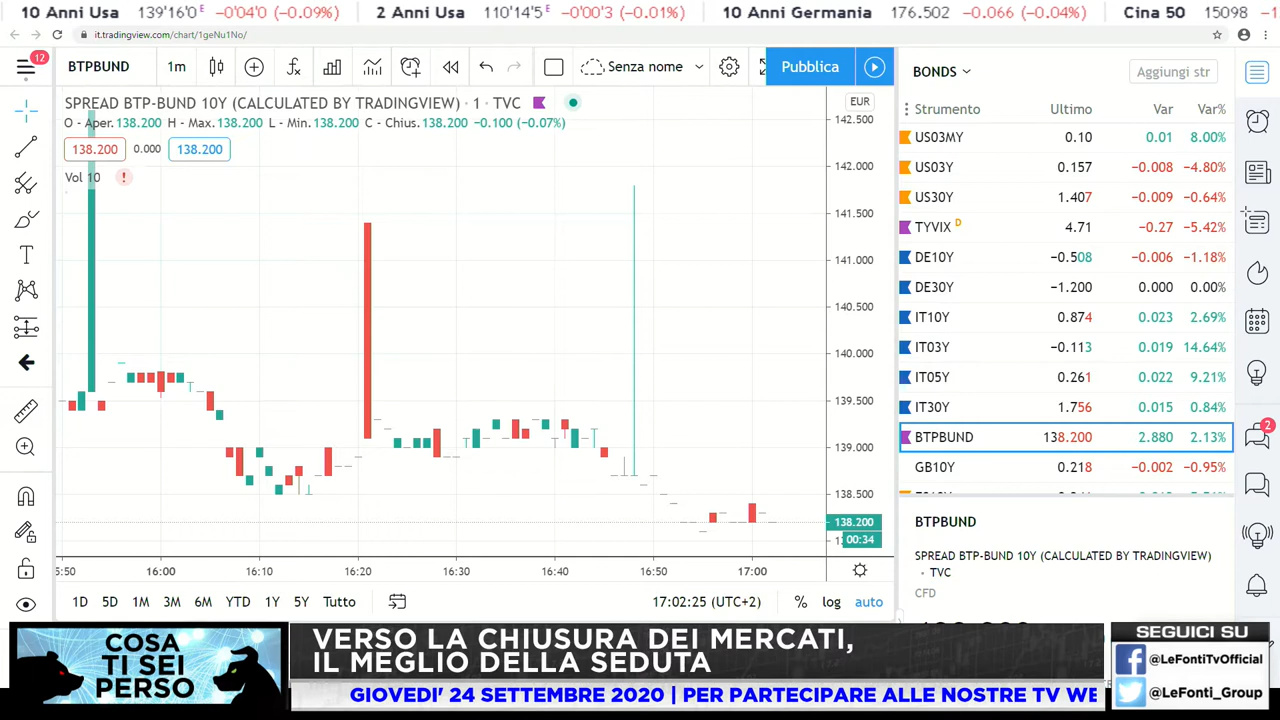 10 Anni Usa 139'16'0 E -0'04'0 (-0.09%) 2 Anni Usa 110'14'5 E -0'00'3 (-0.01%) 10 Anni Germania 176.502 -0.066 (-0.04%) Cina 50 15098 -1
it.tradingview.com/chart/1geNu1No/
12
BTPBUND 1m Senza nome Pubblica
SPREAD BTP-BUND 10Y (CALCULATED BY TRADINGVIEW) · 1 · TVC
O - Aper. 138.200 H - Max. 138.200 L - Min. 138.200 C - Chius. 138.200 -0.100 (-0.07%)
138.200 0.000 138.200
Vol 10 !
EUR
142.500
142.000
141.500
141.000
140.500
140.000
139.500
139.000
138.500
138.200
00:34
16:00 16:10 16:20 16:30 16:40 16:50 17:00
1D 5D 1M 3M 6M YTD 1Y 5Y Tutto 17:02:25 (UTC+2) % log auto
BONDS Aggiungi str
Strumento Ultimo Var Var%
US03MY 0.10 0.01 8.00%
US03Y 0.157 −0.008 −4.80%
US30Y 1.407 −0.009 −0.64%
TYVIX D 4.71 −0.27 −5.42%
DE10Y −0.508 −0.006 −1.18%
DE30Y −1.200 0.000 0.00%
IT10Y 0.874 0.023 2.69%
IT03Y −0.113 0.019 14.64%
IT05Y 0.261 0.022 9.21%
IT30Y 1.756 0.015 0.84%
BTPBUND 138.200 2.880 2.13%
GB10Y 0.218 −0.002 −0.95%
2
BTPBUND
SPREAD BTP-BUND 10Y (CALCULATED BY TRADINGVIEW)
• TVC
CFD
COSA
TI SEI
PERSO
VERSO LA CHIUSURA DEI MERCATI,
IL MEGLIO DELLA SEDUTA
GIOVEDI' 24 SETTEMBRE 2020 | PER PARTECIPARE ALLE NOSTRE TV WE
SEGUICI SU
@LeFontiTvOfficial
@LeFonti_Group